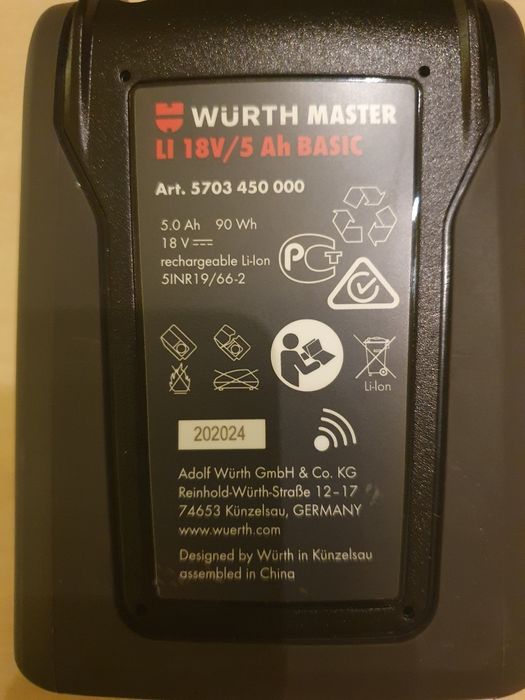 WÜRTH MASTER
LI 18V/5 Ah BASIC
Art. 5703 450 000
5.0 Ah 90 Wh
18 V
rechargeable Li-Ion
5INR19/66-2
PCT
Li-Ion
202024
Adolf Würth GmbH & Co. KG
Reinhold-Würth-Straße 12–17
74653 Künzelsau, GERMANY
www.wuerth.com
Designed by Würth in Künzelsau
assembled in China